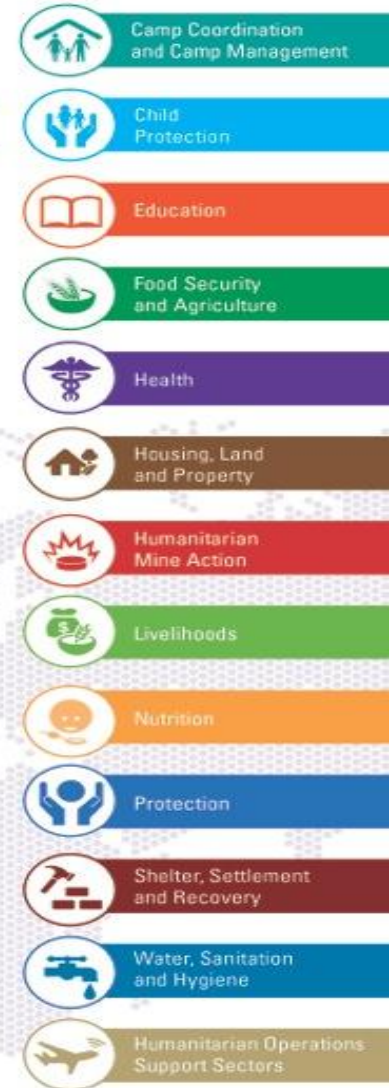 Camp Coordination
and Camp Management
Child
Protection
Education
Food Security
and Agriculture
Health
Housing, Land
and Property
Humanitarian
Mine Action
$
Livelihoods
Nutrition
Protection
Shelter, Settlement
and Recovery
Water, Sanitation
and Hygiene
Humanitarian Operations
Support Sectors